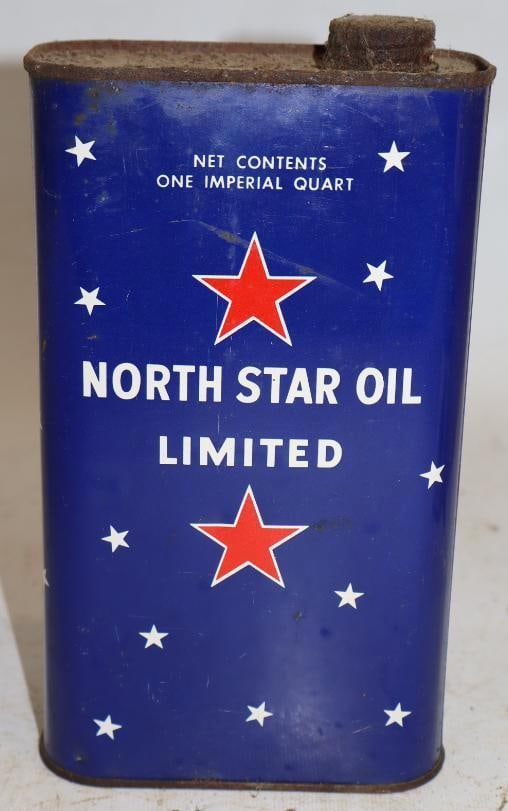 NET CONTENTS
ONE IMPERIAL QUART
NORTH STAR OIL
LIMITED